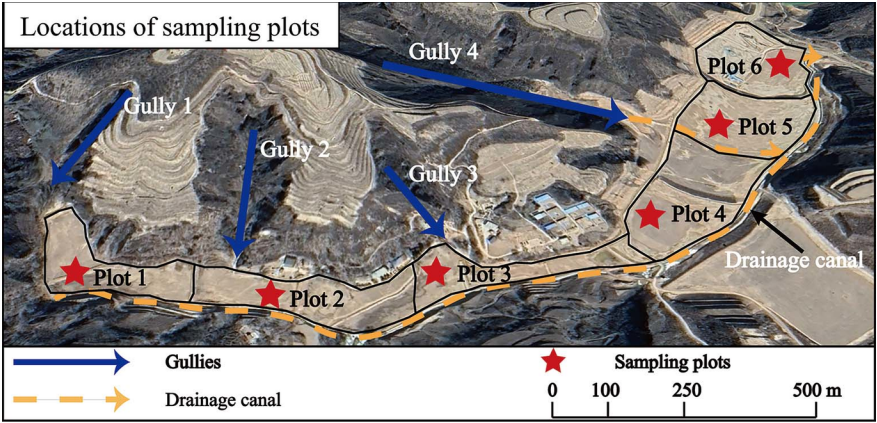 Locations of sampling plots
Gully 4
Plot 6
Gully 1
Plot 5
Gully 2
Gully 3
Plot 4
Plot 1
Plot 2
Plot 3
Drainage canal
Gullies
Sampling plots
Drainage canal
0 100 250 500 m